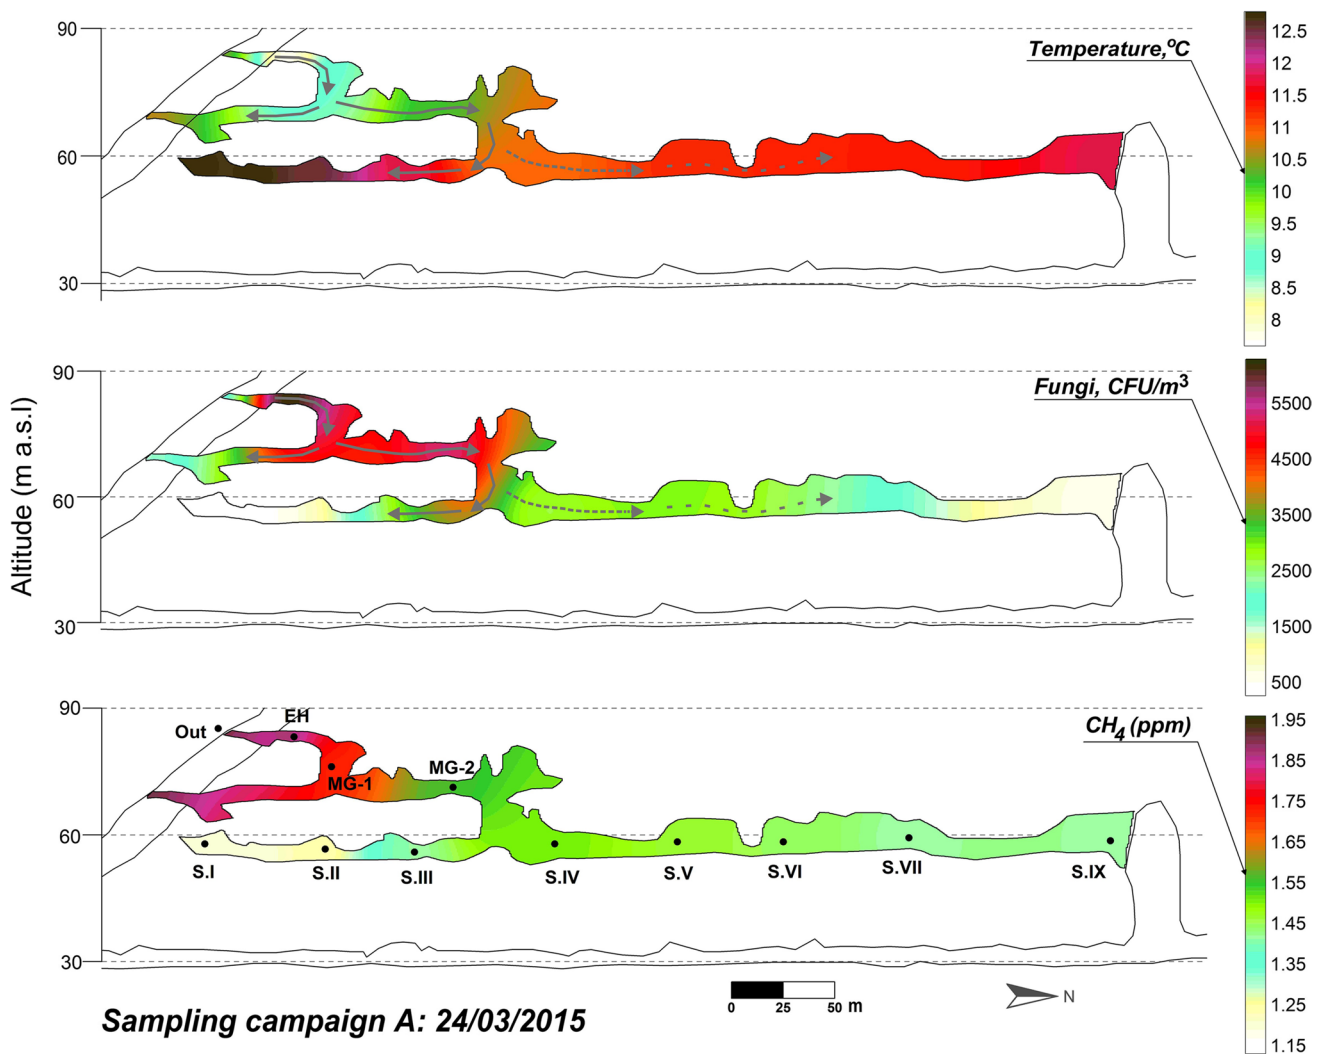 90
60
30
Temperature,ºC
12.5
12
11.5
11
10.5
10
9.5
9
8.5
8
Altitude (m a.s.l)
90
60
30
Fungi, CFU/m³
5500
4500
3500
2500
1500
500
90
60
30
CH₄ (ppm)
1.95
1.85
1.75
1.65
1.55
1.45
1.35
1.25
1.15
Out
EH
MG-1
MG-2
S.I
S.II
S.III
S.IV
S.V
S.VI
S.VII
S.IX
0 25 50 m
N
Sampling campaign A: 24/03/2015